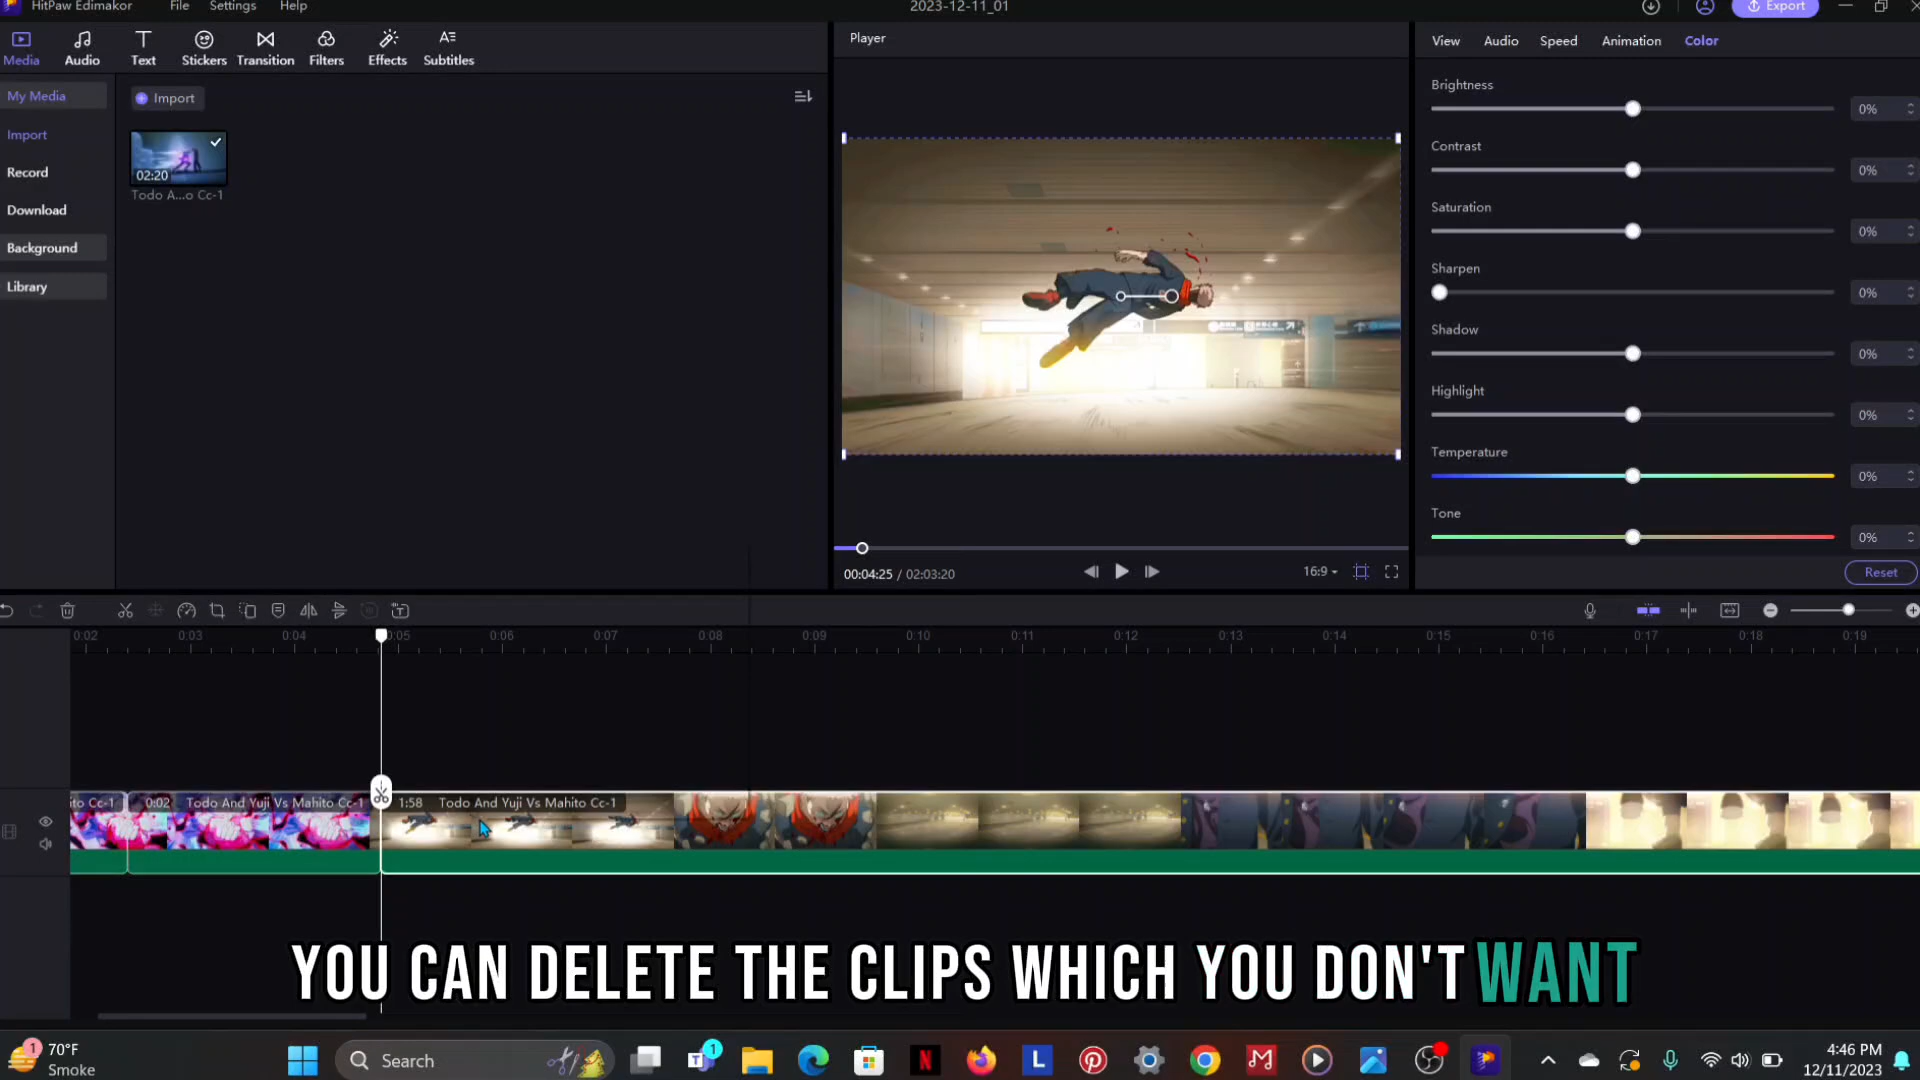 HitPaw Edimakor
File
Settings
Help
2023-12-11_01
Export
Media
Audio
Text
Stickers
Transition
Filters
Effects
Subtitles
Player
View
Audio
Speed
Animation
Color
My Media
Import
Record
Download
Background
Library
Import
02:20
Todo A...o Cc-1
Brightness
0%
Contrast
0%
Saturation
0%
Sharpen
0%
Shadow
0%
Highlight
0%
Temperature
0%
Tone
0%
Reset
00:04:25 / 02:03:20
16:9
0:02 0:03 0:04 0:05 0:06 0:07 0:08 0:09 0:10 0:11 0:12 0:13 0:14 0:15 0:16 0:17 0:18 0:19
ito Cc-1
0:02 Todo And Yuji Vs Mahito Cc-1
1:58 Todo And Yuji Vs Mahito Cc-1
YOU CAN DELETE THE CLIPS WHICH YOU DON'T WANT
1
70°F
Smoke
Search
1
4:46 PM
12/11/2023